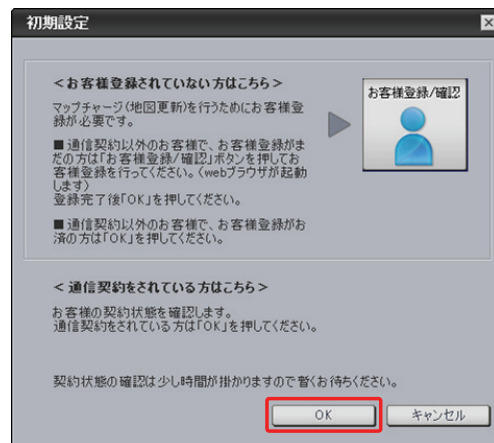 初期設定
＜お客様登録されていない方はこちら＞
お客様登録/確認
マップチャージ(地図更新)を行うためにお客様登
録が必要です。
■通信契約以外のお客様で、お客様登録がま
だの方は「お客様登録/確認」ボタンを押してお
客様登録を行ってください。(webブラウザが起動
します)
登録完了後「OK」を押してください。
■通信契約以外のお客様で、お客様登録がお
済の方は「OK」を押してください。
＜通信契約をされている方はこちら＞
お客様の契約状態を確認します。
通信契約をされている方は「OK」を押してください。
契約状態の確認は少し時間が掛かりますので暫くお待ちください。
OK
キャンセル